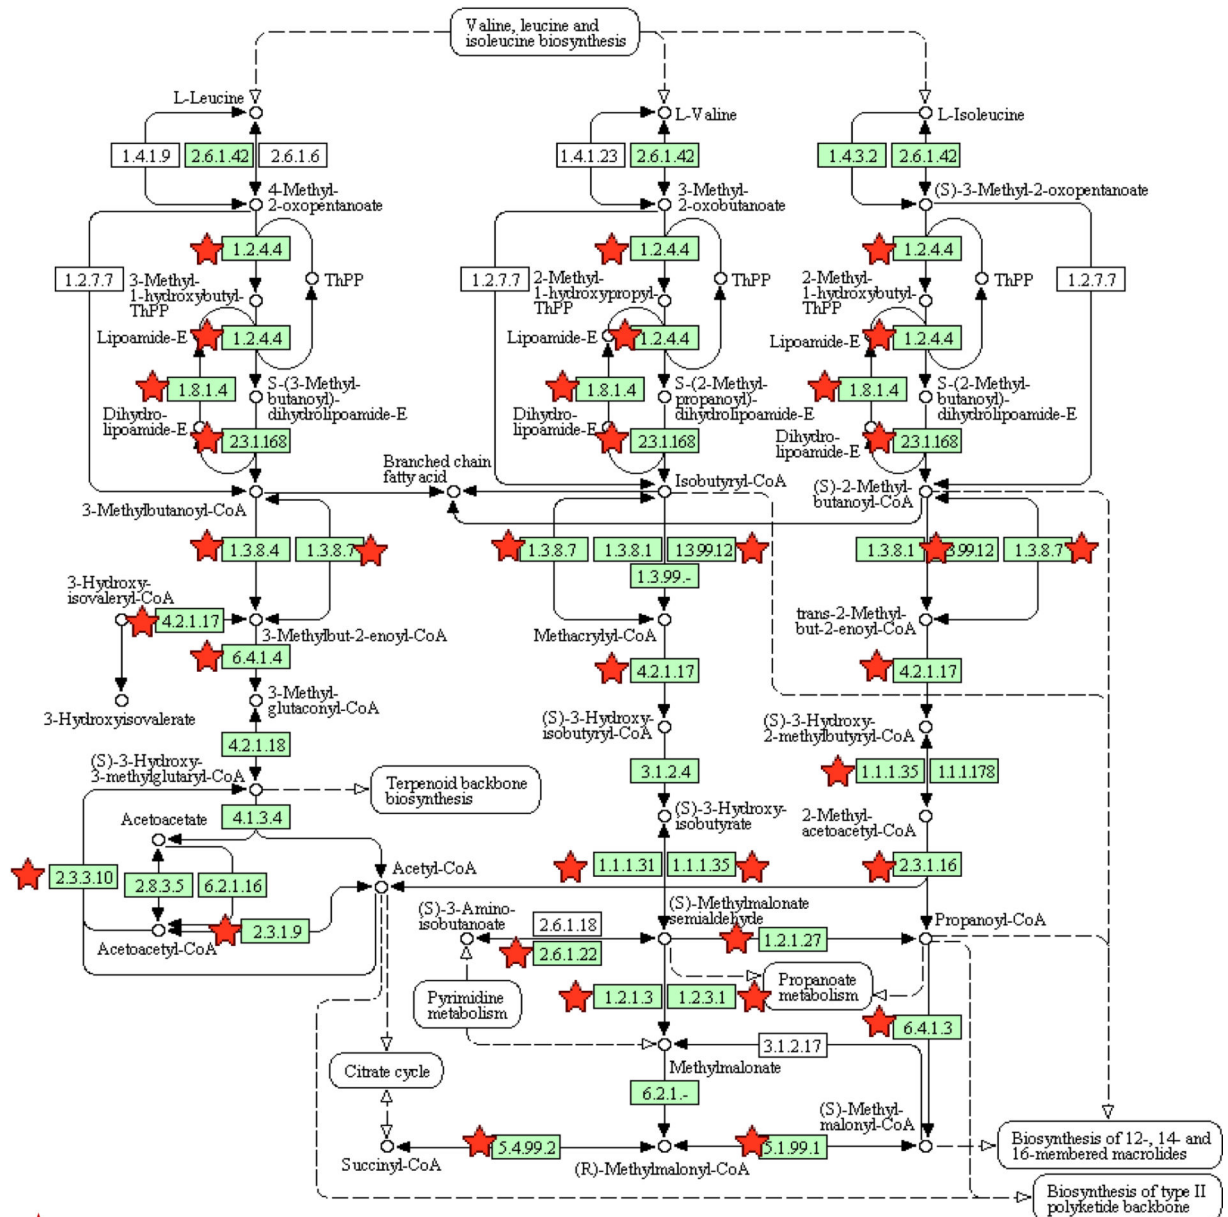 Valine, leucine and
isoleucine biosynthesis
L-Leucine
L-Valine
L-Isoleucine
1.4.1.9
2.6.1.42
2.6.1.6
1.4.1.23
2.6.1.42
1.4.3.2
2.6.1.42
4-Methyl-
2-oxopentanoate
3-Methyl-
2-oxobutanoate
(S)-3-Methyl-2-oxopentanoate
1.2.4.4
1.2.4.4
1.2.4.4
1.2.7.7
3-Methyl-
1-hydroxybutyl-
ThPP
ThPP
1.2.7.7
2-Methyl-
1-hydroxypropyl-
ThPP
ThPP
2-Methyl-
1-hydroxybutyl-
ThPP
ThPP
1.2.7.7
Lipoamide-E
1.2.4.4
Lipoamide-E
1.2.4.4
Lipoamide-E
1.2.4.4
1.8.1.4
S-(3-Methyl-
butanoyl)-
dihydrolipoamide-E
1.8.1.4
S-(2-Methyl-
propanoyl)-
dihydrolipoamide-E
1.8.1.4
S-(2-Methyl-
butanoyl)-
dihydrolipoamide-E
Dihydro-
lipoamide-E
2.3.1.168
Dihydro-
lipoamide-E
2.3.1.168
Dihydro-
lipoamide-E
2.3.1.168
Branched chain
fatty acid
3-Methylbutanoyl-CoA
Isobutyryl-CoA
(S)-2-Methyl-
butanoyl-CoA
1.3.8.4
1.3.8.7
1.3.8.7
1.3.8.1
1.3.99.12
1.3.99.-
1.3.8.1
3.99.12
1.3.8.7
3-Hydroxy-
isovaleryl-CoA
4.2.1.17
3-Methylbut-2-enoyl-CoA
Methacrylyl-CoA
trans-2-Methyl-
but-2-enoyl-CoA
6.4.1.4
4.2.1.17
4.2.1.17
3-Hydroxyisovalerate
3-Methyl-
glutaconyl-CoA
(S)-3-Hydroxy-
isobutyryl-CoA
(S)-3-Hydroxy-
2-methylbutyryl-CoA
4.2.1.18
(S)-3-Hydroxy-
3-methylglutaryl-CoA
3.1.2.4
1.1.1.35
1.1.1.178
Terpenoid backbone
biosynthesis
4.1.3.4
Acetoacetate
(S)-3-Hydroxy-
isobutyrate
2-Methyl-
acetoacetyl-CoA
2.3.3.10
2.8.3.5
6.2.1.16
Acetyl-CoA
1.1.1.31
1.1.1.35
2.3.1.16
Acetoacetyl-CoA
2.3.1.9
(S)-3-Amino-
isobutanoate
2.6.1.18
2.6.1.22
(S)-Methylmalonate
semialdehyde
1.2.1.27
Propanoyl-CoA
Pyrimidine
metabolism
1.2.1.3
1.2.3.1
Propanoate
metabolism
6.4.1.3
3.1.2.17
Citrate cycle
Methylmalonate
6.2.1.-
(S)-Methyl-
malonyl-CoA
Succinyl-CoA
5.4.99.2
(R)-Methylmalonyl-CoA
5.1.99.1
Biosynthesis of 12-, 14- and
16-membered macrolides
Biosynthesis of type II
polyketide backbone